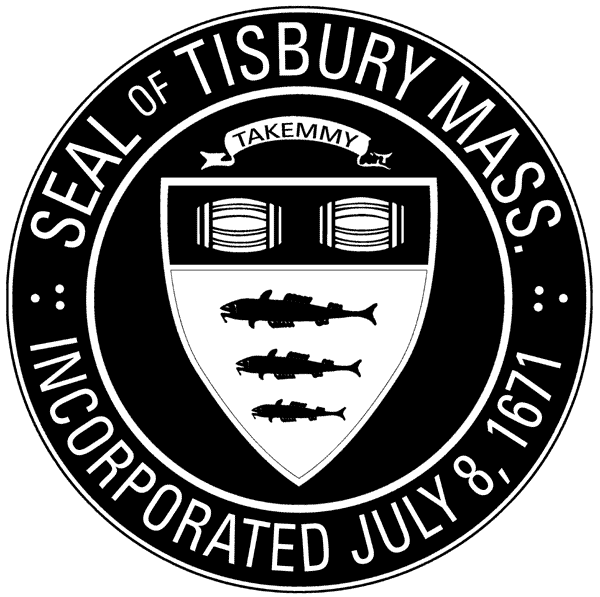 SEAL OF TISBURY MASS.
TAKEMMY
INCORPORATED JULY 8, 1671